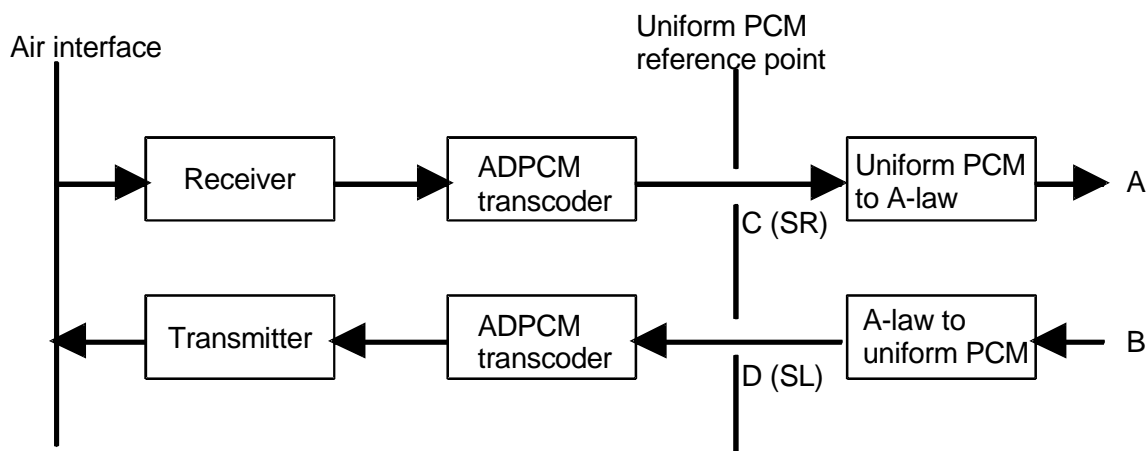 Air interface
Uniform PCM
reference point
Receiver
ADPCM
transcoder
Uniform PCM
to A-law
A
C (SR)
Transmitter
ADPCM
transcoder
A-law to
uniform PCM
B
D (SL)